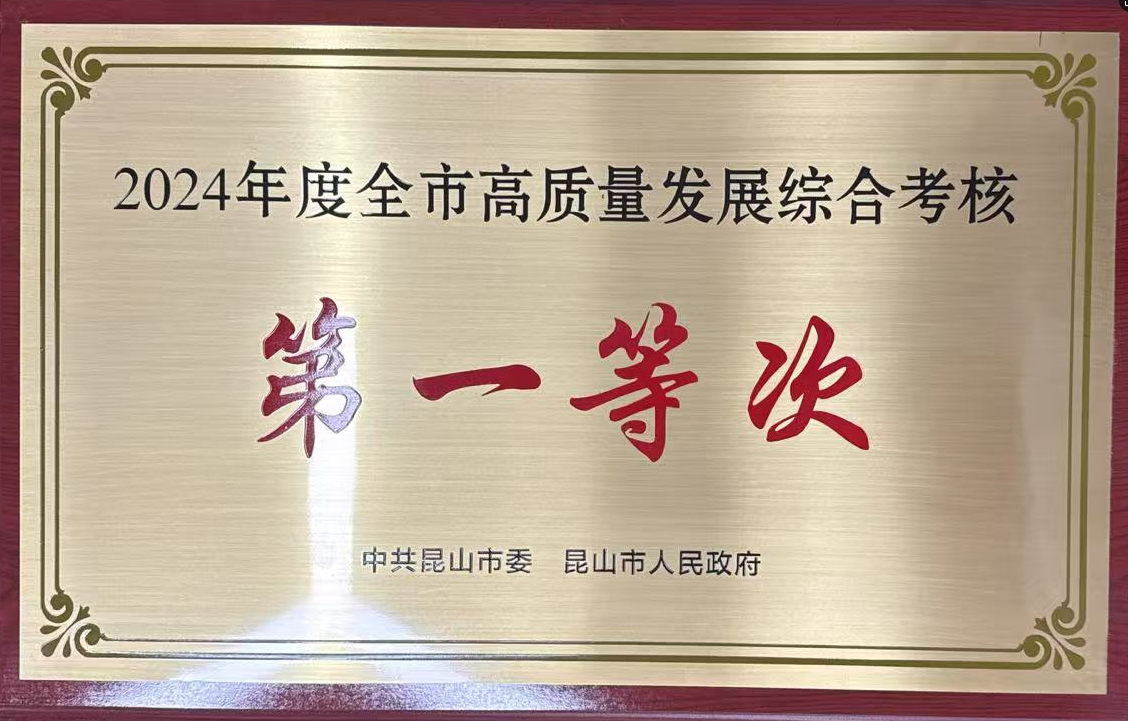 2024年度全市高质量发展综合考核
第一等次
中共昆山市委 昆山市人民政府